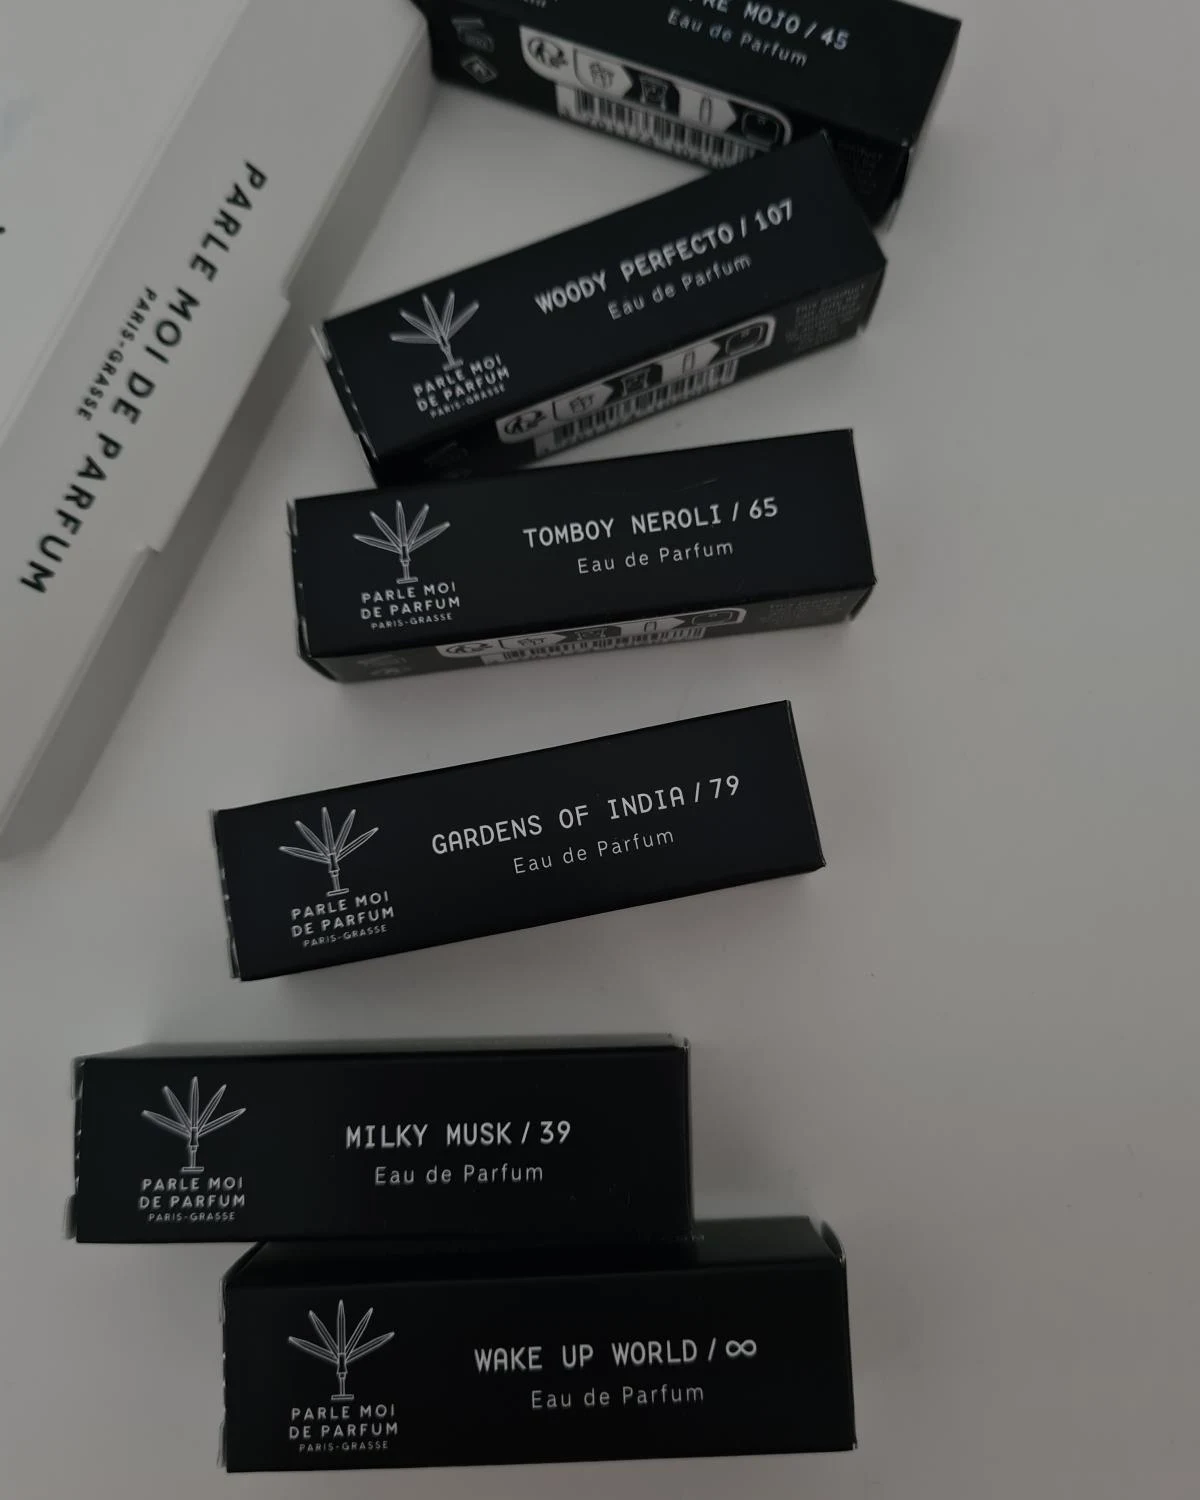 MOJO / 45
Eau de Parfum
PARLE MOI DE PARFUM
PARIS-GRASSE
WOODY PERFECTO / 107
Eau de Parfum
PARLE MOI
DE PARFUM
PARIS-GRASSE
TOMBOY NEROLI / 65
Eau de Parfum
PARLE MOI
DE PARFUM
PARIS-GRASSE
GARDENS OF INDIA / 79
Eau de Parfum
PARLE MOI
DE PARFUM
PARIS-GRASSE
MILKY MUSK / 39
Eau de Parfum
PARLE MOI
DE PARFUM
PARIS-GRASSE
WAKE UP WORLD / ∞
Eau de Parfum
PARLE MOI
DE PARFUM
PARIS-GRASSE